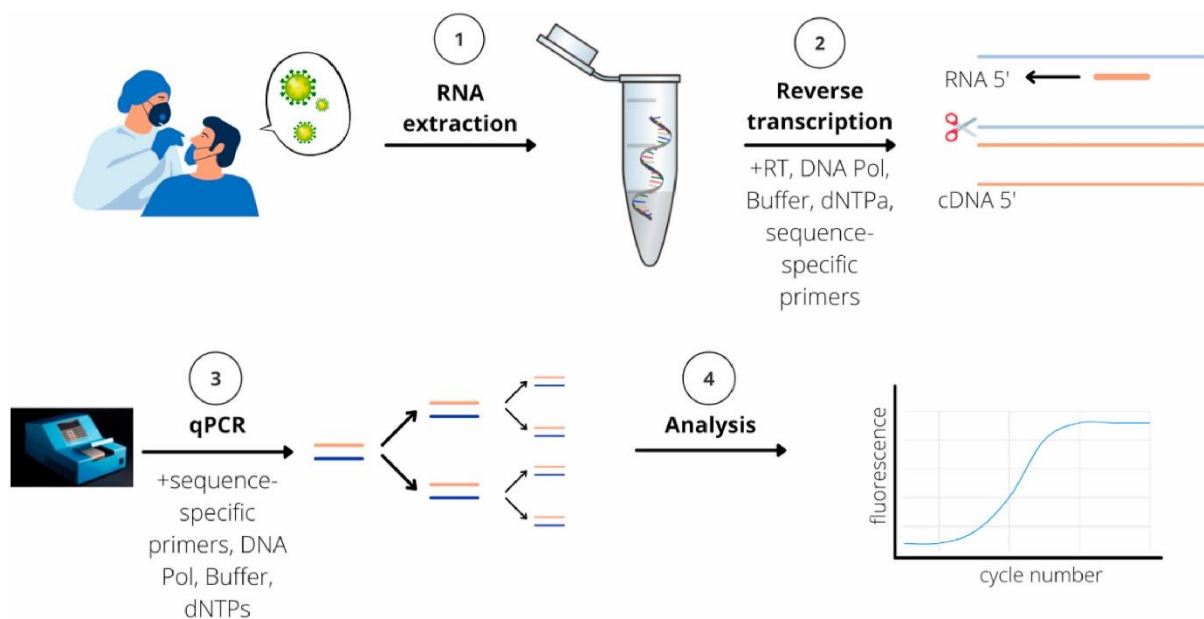 1
RNA
extraction
2
Reverse
transcription
+RT, DNA Pol,
Buffer, dNTPa,
sequence-
specific
primers
RNA 5'
cDNA 5'
3
qPCR
+sequence-
specific
primers, DNA
Pol, Buffer,
dNTPs
4
Analysis
fluorescence
cycle number